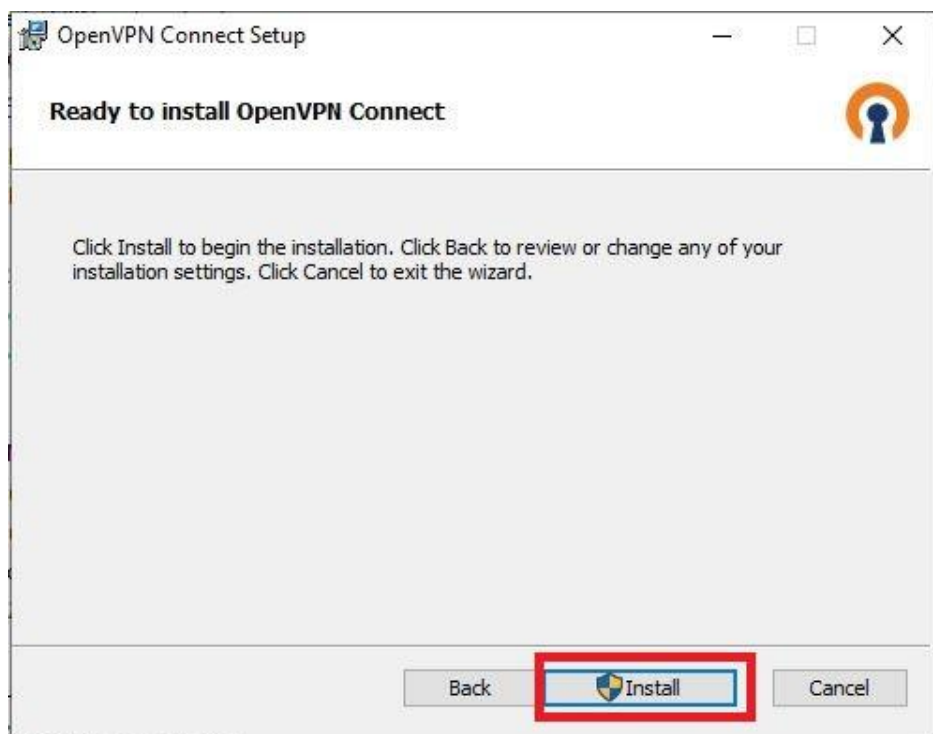 OpenVPN Connect Setup
Ready to install OpenVPN Connect
Click Install to begin the installation. Click Back to review or change any of your
installation settings. Click Cancel to exit the wizard.
Back
Install
Cancel